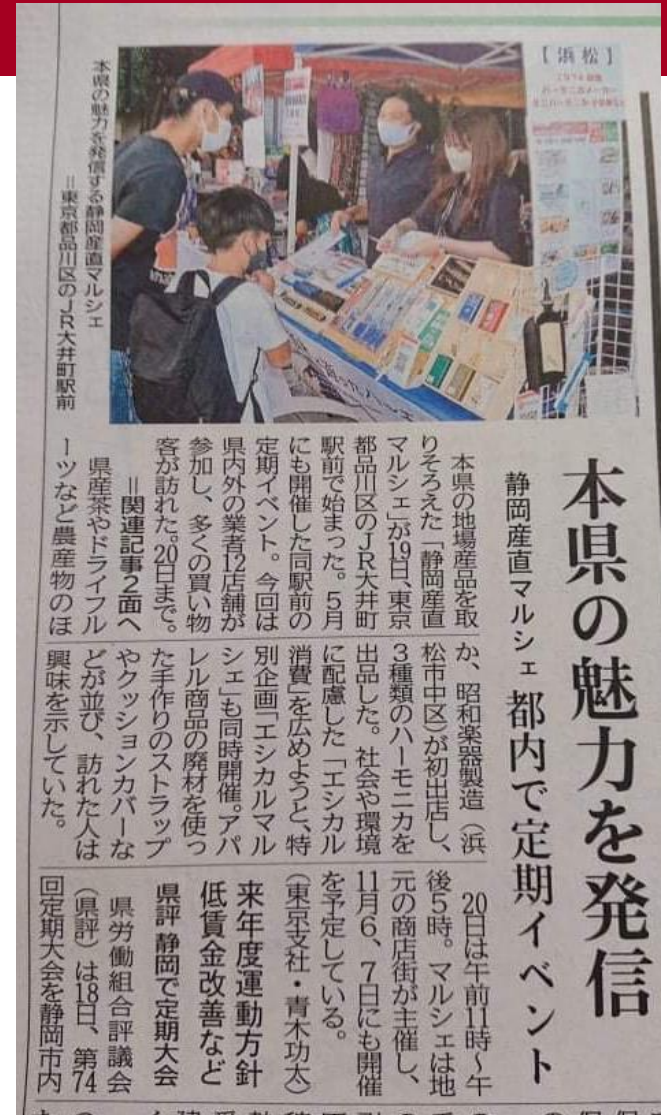 本県の魅力を発信
静岡産直マルシェ 都内で定期イベント
【浜松】
本県の魅力を発信する静岡産直マルシェ
＝東京都品川区のJR大井町駅前
本県の地場産品を取
りそろえた「静岡産直
マルシェ」が19日、東京
都品川区のJR大井町
駅前で始まった。5月
にも開催した同駅前の
定期イベント。今回は
県内外の業者12店舗が
参加し、多くの買い物
客が訪れた。20日まで。
＝関連記事2面へ
県産茶やドライフル
ーツなど農産物のほ
か、昭和楽器製造（浜
松市中区）が初出店し、
3種類のハーモニカを
出品した。社会や環境
に配慮した「エシカル
消費」を広めようと、特
別企画「エシカルマル
シェ」も同時開催。アパ
レル商品の廃材を使っ
た手作りのストラップ
やクッションカバーな
どが並び、訪れた人は
興味を示していた。
20日は午前11時～午
後5時。マルシェは地
元の商店街が主催し、
11月6、7日にも開催
を予定している。
（東京支社・青木功太）
来年度運動方針
低賃金改善など
県評 静岡で定期大会
県労働組合評議会
（県評）は18日、第74
回定期大会を静岡市内